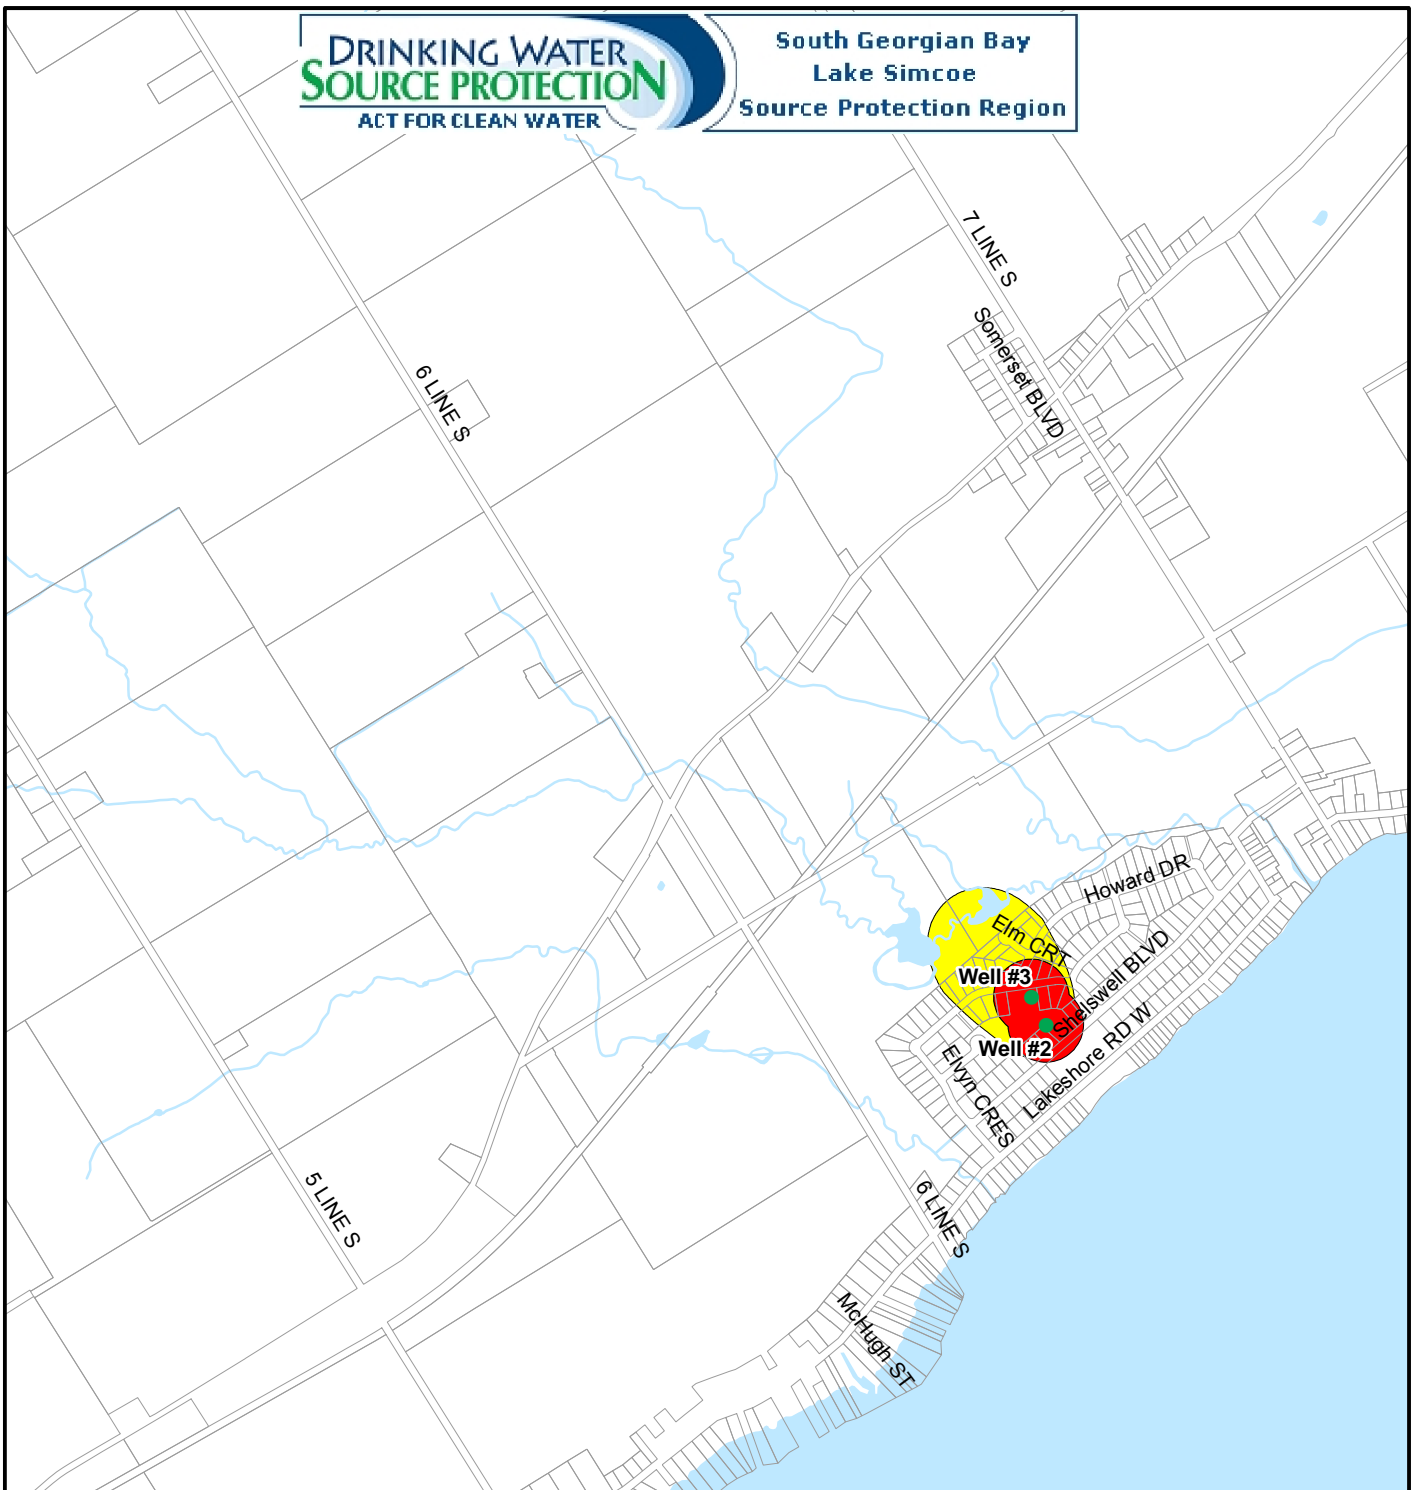 DRINKING WATER
SOURCE PROTECTION
ACT FOR CLEAN WATER
South Georgian Bay
Lake Simcoe
Source Protection Region
7 LINE S
Somerset BLVD
6 LINE S
Howard DR
Elm CRT
Well #3
Shelswell BLVD
Well #2
Lakeshore RD W
Elvyn CRES
5 LINE S
6 LINE S
McHugh ST